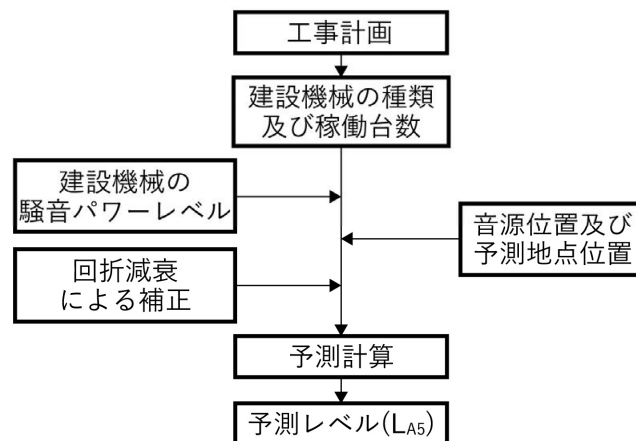 工事計画
建設機械の種類
及び稼働台数
建設機械の
騒音パワーレベル
音源位置及び
予測地点位置
回折減衰
による補正
予測計算
予測レベル(LA5)